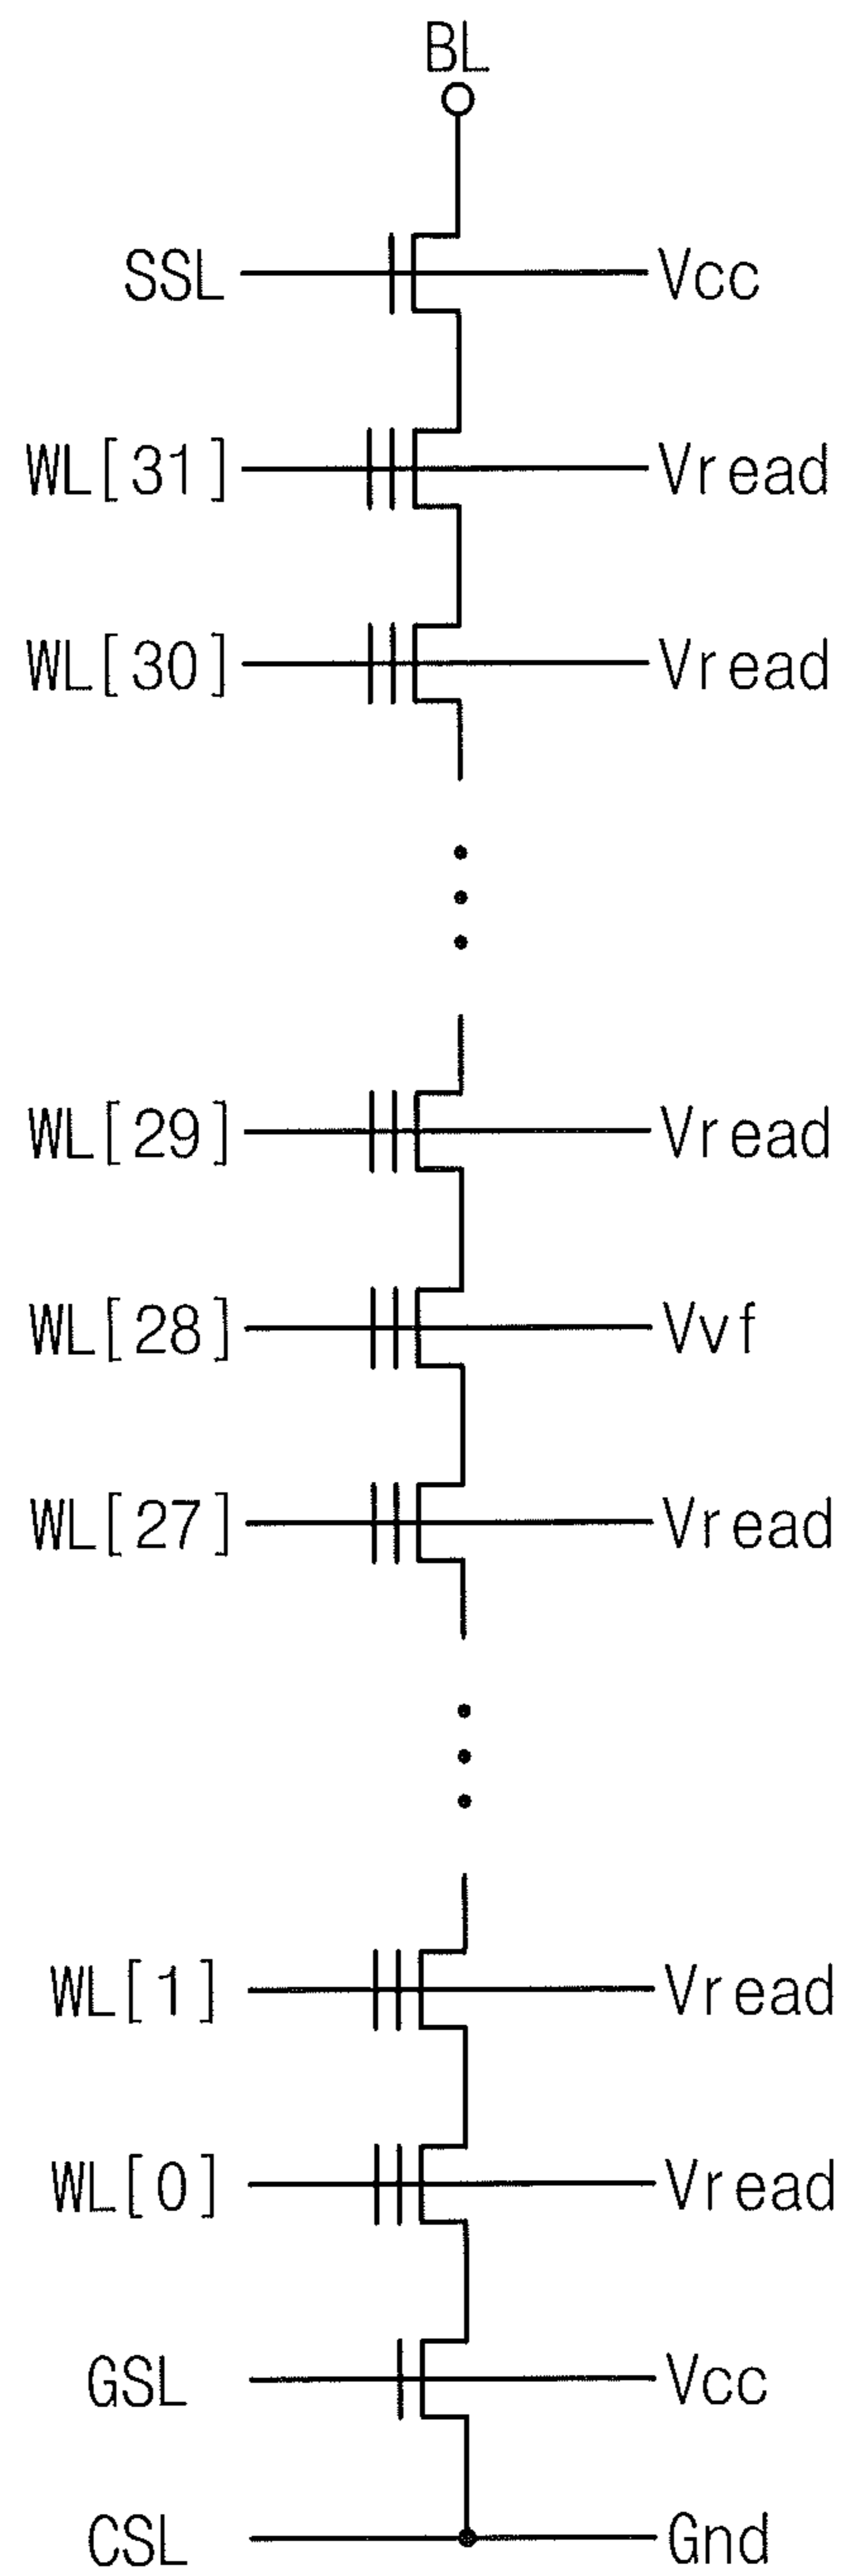 BL
SSL Vcc
WL[31] Vread
WL[30] Vread
WL[29] Vread
WL[28] Vvf
WL[27] Vread
WL[1] Vread
WL[0] Vread
GSL Vcc
CSL Gnd